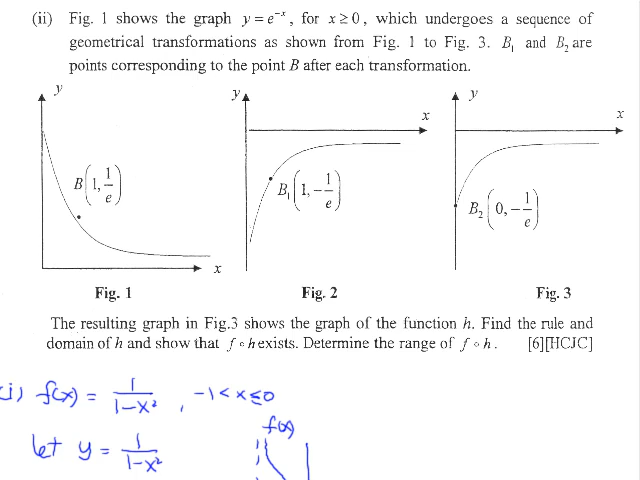 (ii) Fig. 1 shows the graph y = e⁻ˣ, for x ≥ 0, which undergoes a sequence of
geometrical transformations as shown from Fig. 1 to Fig. 3. B₁ and B₂ are
points corresponding to the point B after each transformation.
y y x y x
B(1, 1/e) B₁(1, -1/e) B₂(0, -1/e)
x
Fig. 1 Fig. 2 Fig. 3
The resulting graph in Fig.3 shows the graph of the function h. Find the rule and
domain of h and show that f ∘ h exists. Determine the range of f ∘ h. [6][HCJC]
(i) f(x) = 1/(1-x²) , -1 < x ≤ 0
f(x)
let y = 1/(1-x²)